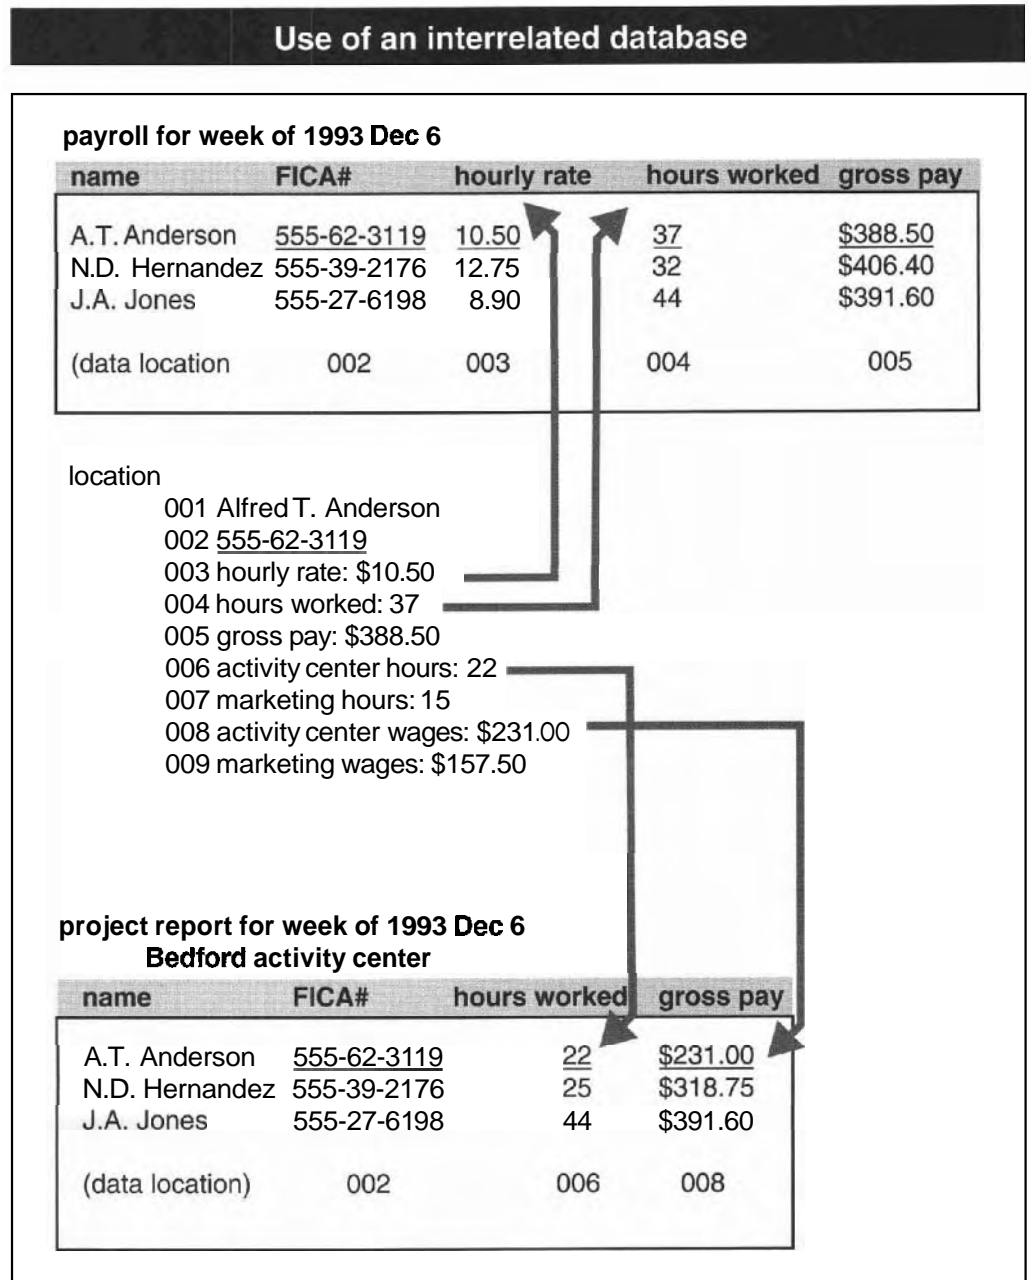 Use of an interrelated database
payroll for week of 1993 Dec 6
name FICA# hourly rate hours worked gross pay
A.T. Anderson 555-62-3119 10.50 37 $388.50
N.D. Hernandez 555-39-2176 12.75 32 $406.40
J.A. Jones 555-27-6198 8.90 44 $391.60
(data location 002 003 004 005
location
001 Alfred T. Anderson
002 555-62-3119
003 hourly rate: $10.50
004 hours worked: 37
005 gross pay: $388.50
006 activity center hours: 22
007 marketing hours: 15
008 activity center wages: $231.00
009 marketing wages: $157.50
project report for week of 1993 Dec 6
Bedford activity center
name FICA# hours worked gross pay
A.T. Anderson 555-62-3119 22 $231.00
N.D. Hernandez 555-39-2176 25 $318.75
J.A. Jones 555-27-6198 44 $391.60
(data location) 002 006 008